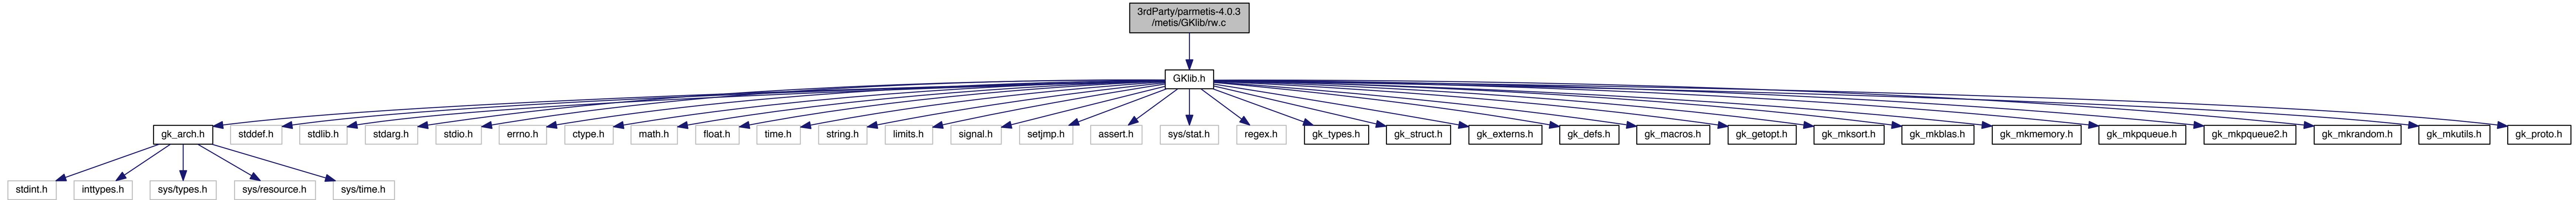 3rdParty/parmetis-4.0.3
/metis/GKlib/rw.c
GKlib.h
gk_arch.h
stddef.h
stdlib.h
stdarg.h
stdio.h
errno.h
ctype.h
math.h
float.h
time.h
string.h
limits.h
signal.h
setjmp.h
assert.h
sys/stat.h
regex.h
gk_types.h
gk_struct.h
gk_externs.h
gk_defs.h
gk_macros.h
gk_getopt.h
gk_mksort.h
gk_mkblas.h
gk_mkmemory.h
gk_mkpqueue.h
gk_mkpqueue2.h
gk_mkrandom.h
gk_mkutils.h
gk_proto.h
stdint.h
inttypes.h
sys/types.h
sys/resource.h
sys/time.h